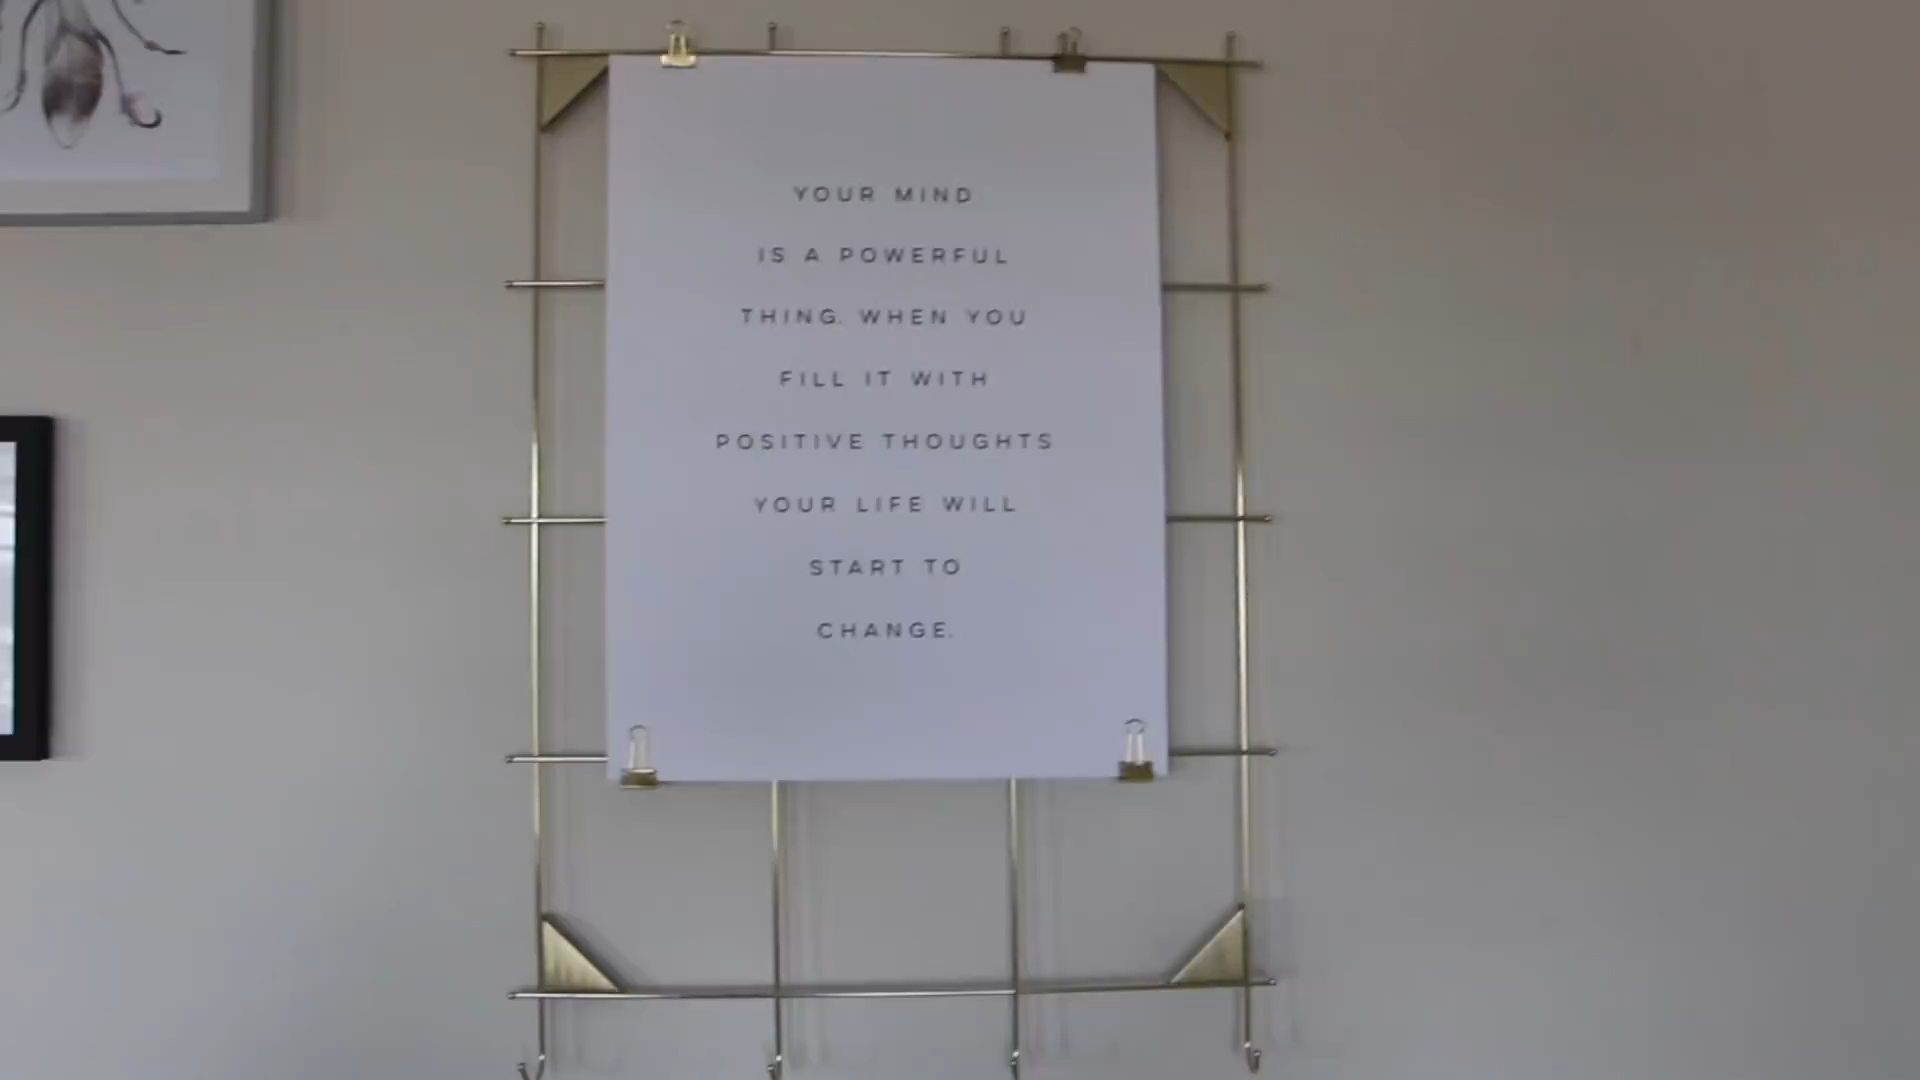 YOUR MIND
IS A POWERFUL
THING. WHEN YOU
FILL IT WITH
POSITIVE THOUGHTS
YOUR LIFE WILL
START TO
CHANGE.